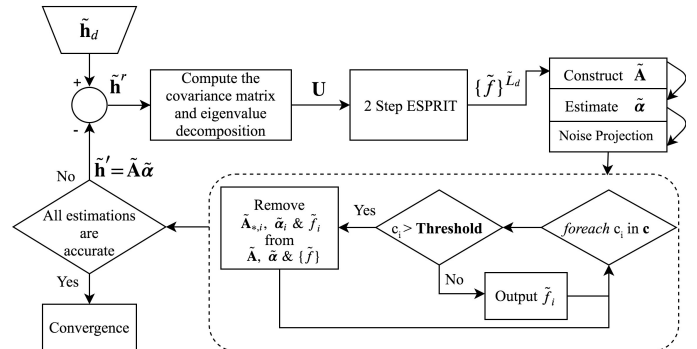 h̃_d
+
h̃^r
-
Compute the
covariance matrix
and eigenvalue
decomposition
U
2 Step ESPRIT
{f̃}^{L̃_d}
Construct Ã
Estimate α̃
Noise Projection
No
h̃′ = Ãα̃
All estimations
are
accurate
Yes
Convergence
Remove
Ã_{*,i}, α̃_i & f̃_i
from
Ã, α̃ & {f̃}
Yes
c_i > Threshold
No
foreach c_i in c
Output f̃_i